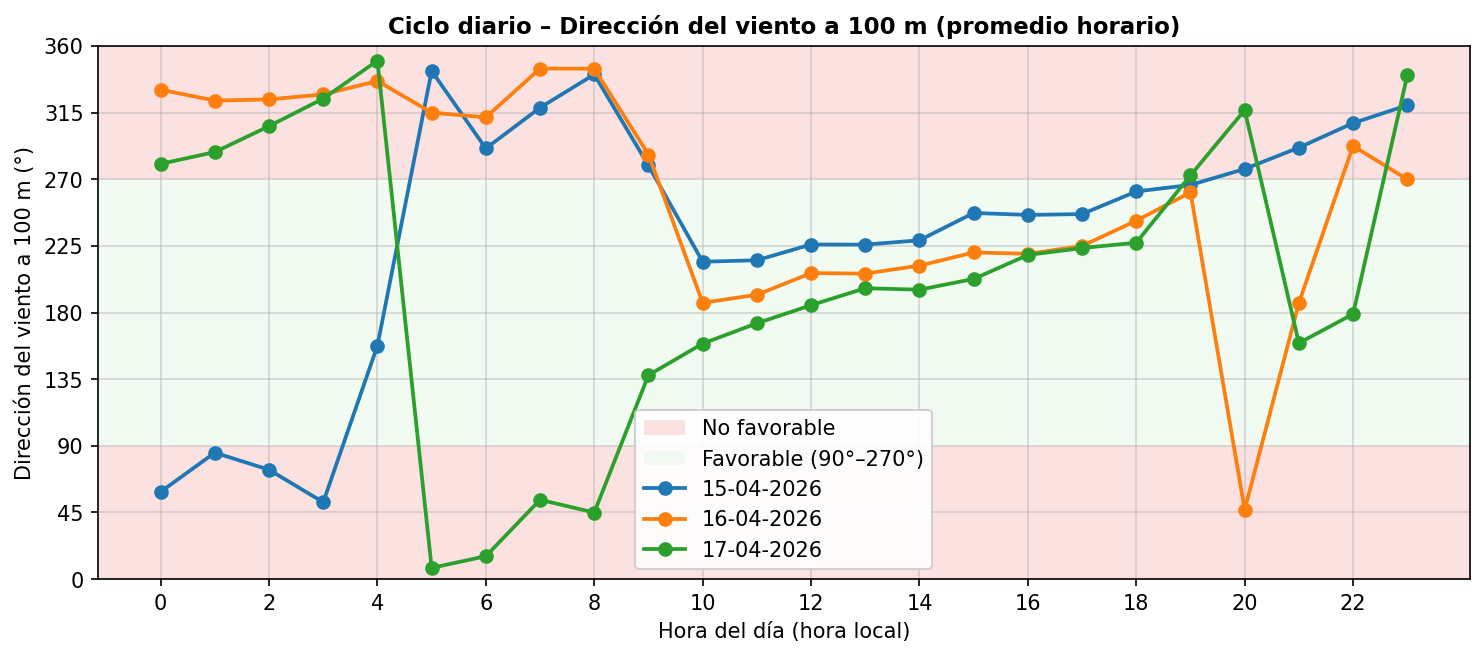 Ciclo diario – Dirección del viento a 100 m (promedio horario)
Dirección del viento a 100 m (°)
360
315
270
225
180
135
90
45
0
No favorable
Favorable (90°–270°)
15-04-2026
16-04-2026
17-04-2026
0 2 4 6 8 10 12 14 16 18 20 22
Hora del día (hora local)